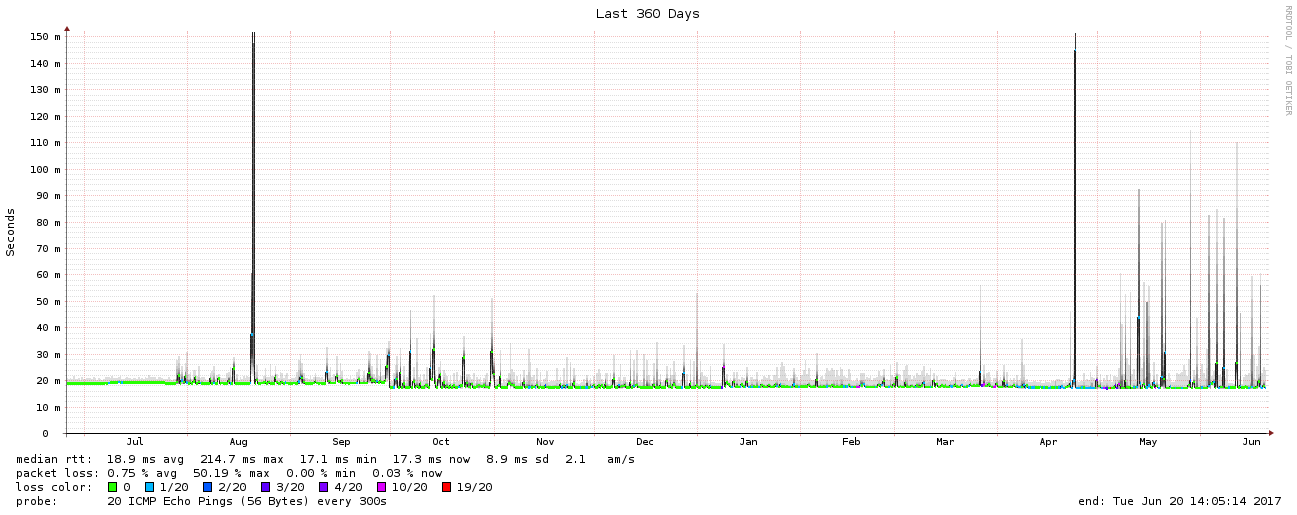 Last 360 Days
RRDTOOL / TOBI OETIKER
Seconds
150 m
140 m
130 m
120 m
110 m
100 m
90 m
80 m
70 m
60 m
50 m
40 m
30 m
20 m
10 m
0
Jul Aug Sep Oct Nov Dec Jan Feb Mar Apr May Jun
median rtt: 18.9 ms avg 214.7 ms max 17.1 ms min 17.3 ms now 8.9 ms sd 2.1 am/s
packet loss: 0.75 % avg 50.19 % max 0.00 % min 0.03 % now
loss color: 0 1/20 2/20 3/20 4/20 10/20 19/20
probe: 20 ICMP Echo Pings (56 Bytes) every 300s end: Tue Jun 20 14:05:14 2017